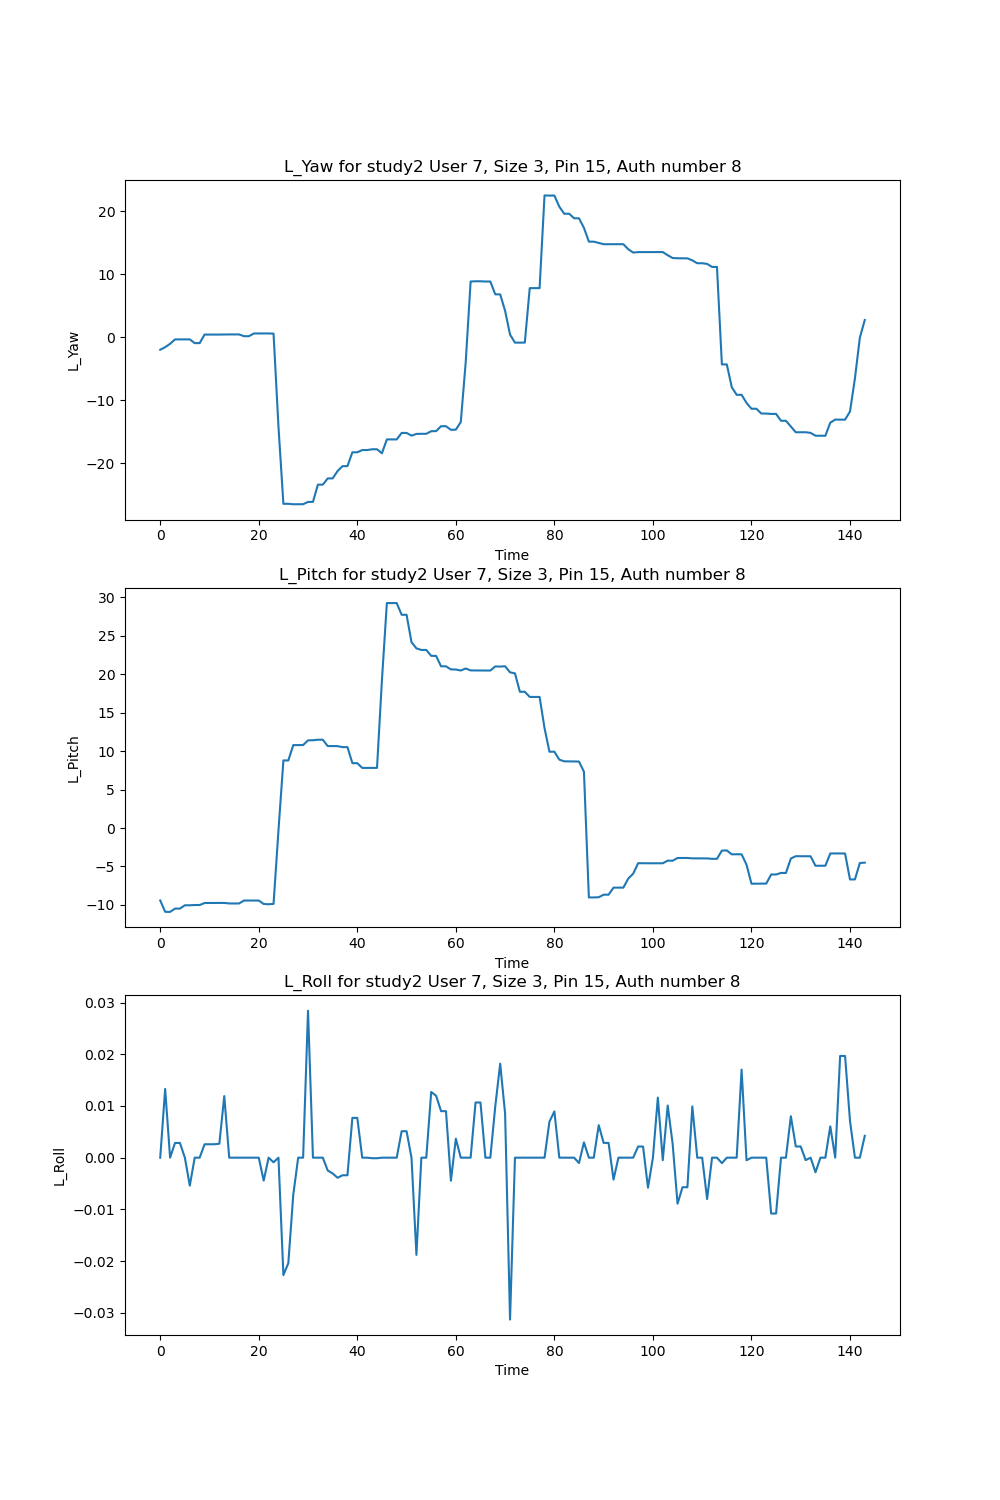 L_Yaw for study2 User 7, Size 3, Pin 15, Auth number 8
20
10
0
−10
−20
L_Yaw
0 20 40 60 80 100 120 140
Time
L_Pitch for study2 User 7, Size 3, Pin 15, Auth number 8
30
25
20
15
10
5
0
−5
−10
L_Pitch
0 20 40 60 80 100 120 140
Time
L_Roll for study2 User 7, Size 3, Pin 15, Auth number 8
0.03
0.02
0.01
0.00
−0.01
−0.02
−0.03
L_Roll
0 20 40 60 80 100 120 140
Time